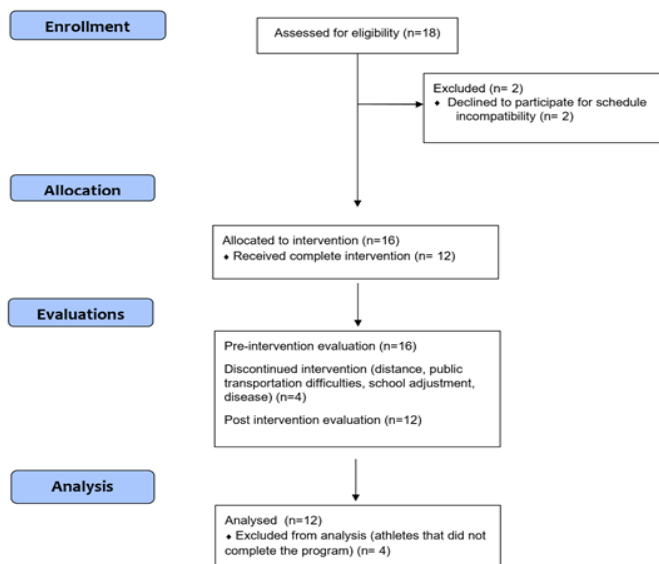 Enrollment
Assessed for eligibility (n=18)
Excluded (n= 2)
♦ Declined to participate for schedule
incompatibility (n= 2)
Allocation
Allocated to intervention (n=16)
♦ Received complete intervention (n= 12)
Evaluations
Pre-intervention evaluation (n=16)
Discontinued intervention (distance, public
transportation difficulties, school adjustment,
disease) (n=4)
Post intervention evaluation (n=12)
Analysis
Analysed (n=12)
♦ Excluded from analysis (athletes that did not
complete the program) (n= 4)